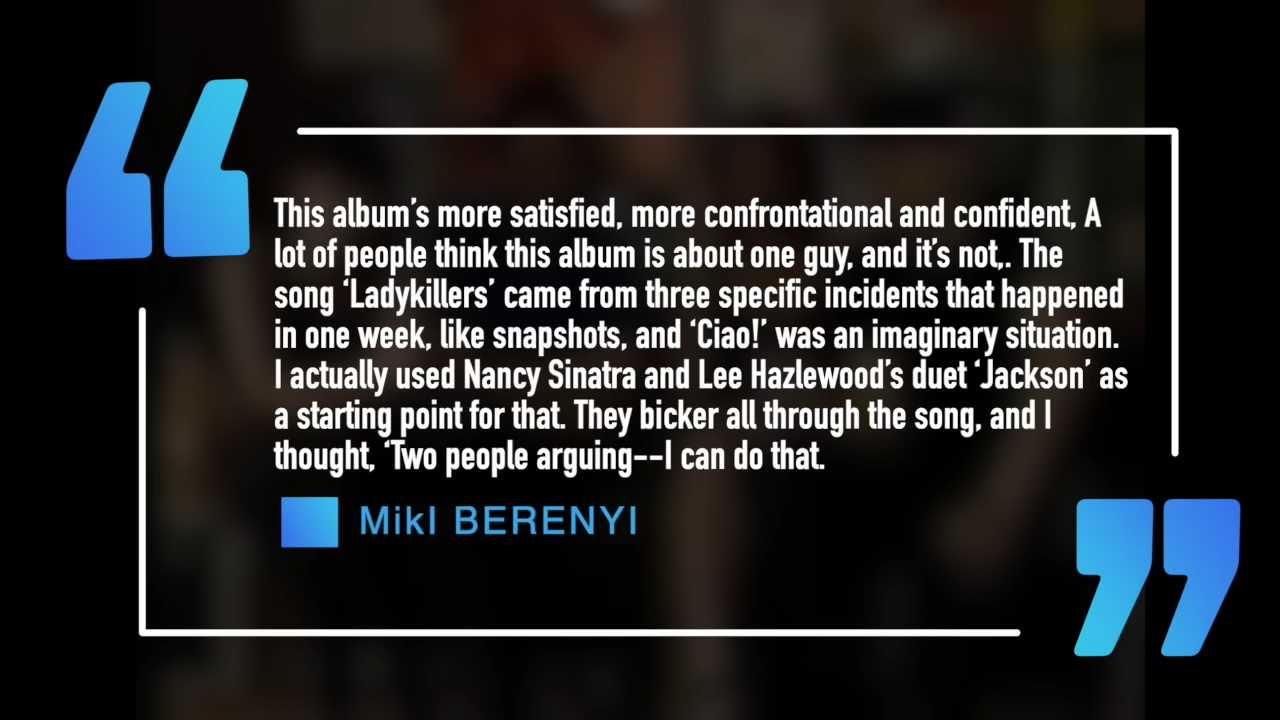 This album’s more satisfied, more confrontational and confident, A
lot of people think this album is about one guy, and it’s not,. The
song ‘Ladykillers’ came from three specific incidents that happened
in one week, like snapshots, and ‘Ciao!’ was an imaginary situation.
I actually used Nancy Sinatra and Lee Hazlewood’s duet ‘Jackson’ as
a starting point for that. They bicker all through the song, and I
thought, ‘Two people arguing--I can do that.
MikI BERENYI